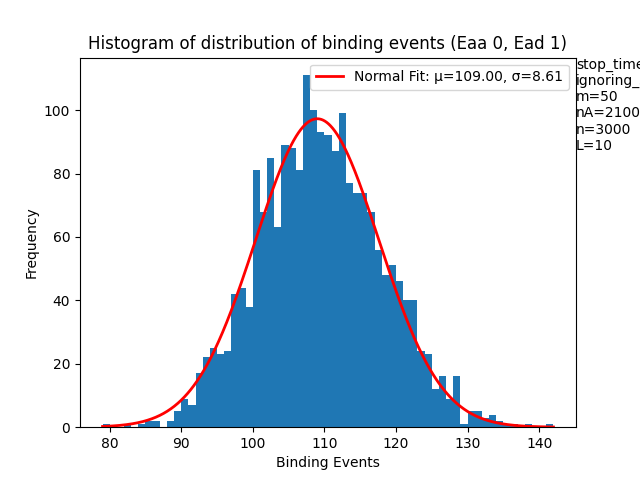 Histogram of distribution of binding events (Eaa 0, Ead 1)
Normal Fit: μ=109.00, σ=8.61
stop_time
ignoring_
m=50
nA=2100
n=3000
L=10
Frequency
100
80
60
40
20
0
80 90 100 110 120 130 140
Binding Events